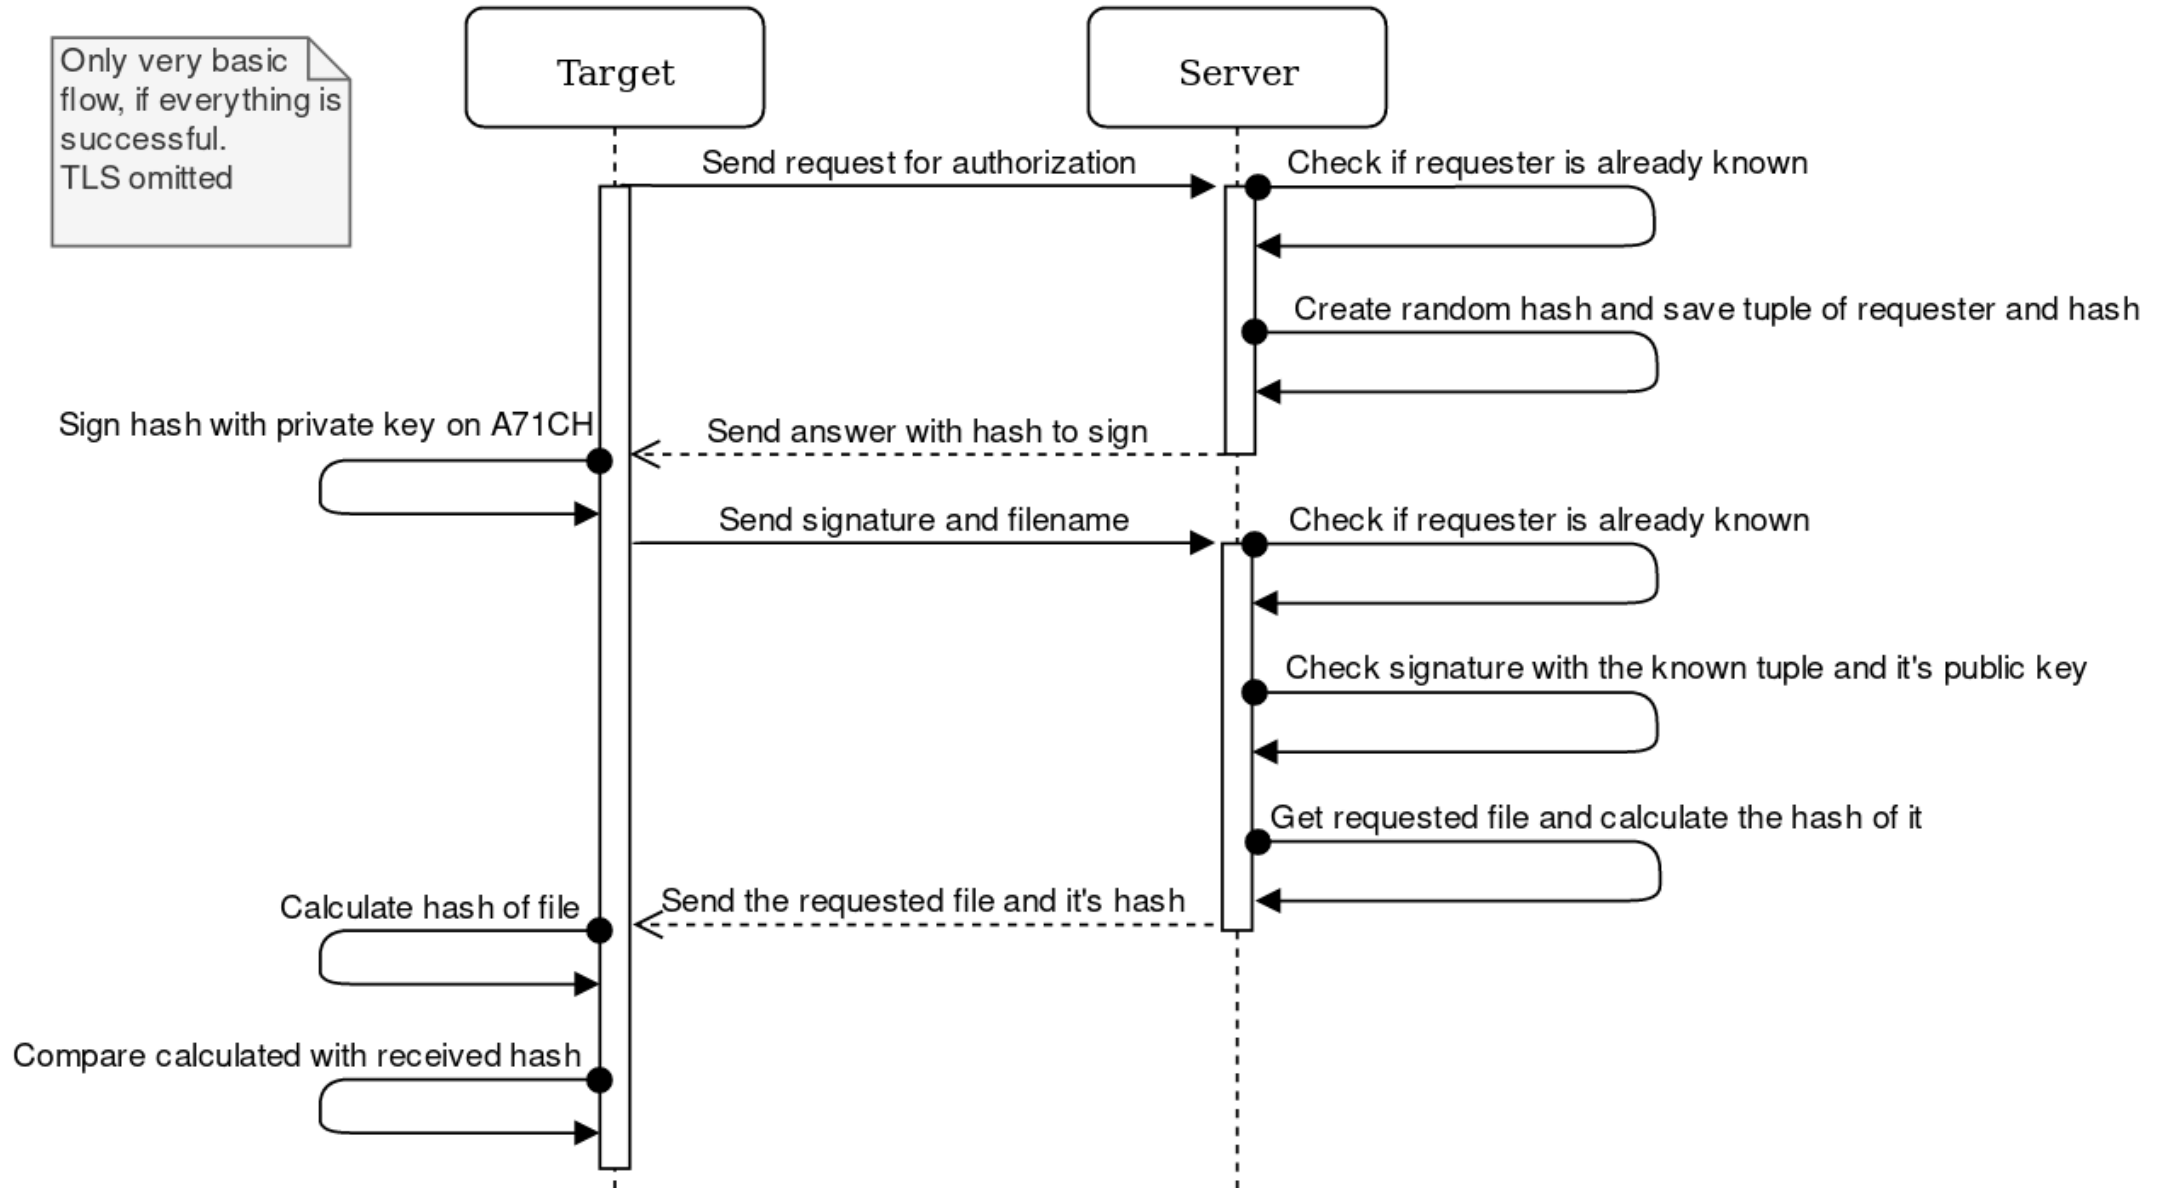 Only very basic
flow, if everything is
successful.
TLS omitted
Target
Server
Send request for authorization
Check if requester is already known
Create random hash and save tuple of requester and hash
Sign hash with private key on A71CH
Send answer with hash to sign
Send signature and filename
Check if requester is already known
Check signature with the known tuple and it's public key
Get requested file and calculate the hash of it
Send the requested file and it's hash
Calculate hash of file
Compare calculated with received hash